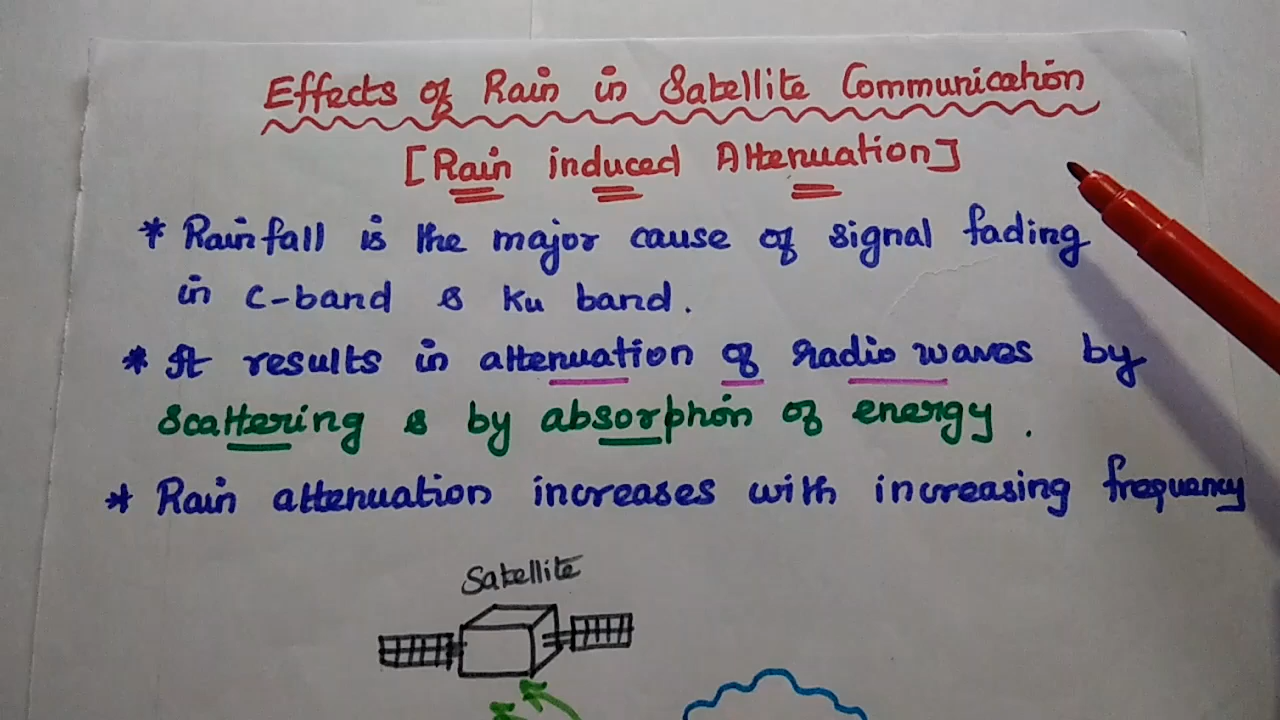 Effects of Rain in Satellite Communication
[Rain induced Attenuation]
* Rainfall is the major cause of signal fading
in C-band & Ku band.
* It results in attenuation of radio waves by
scattering & by absorption of energy.
* Rain attenuation increases with increasing frequency
Satellite